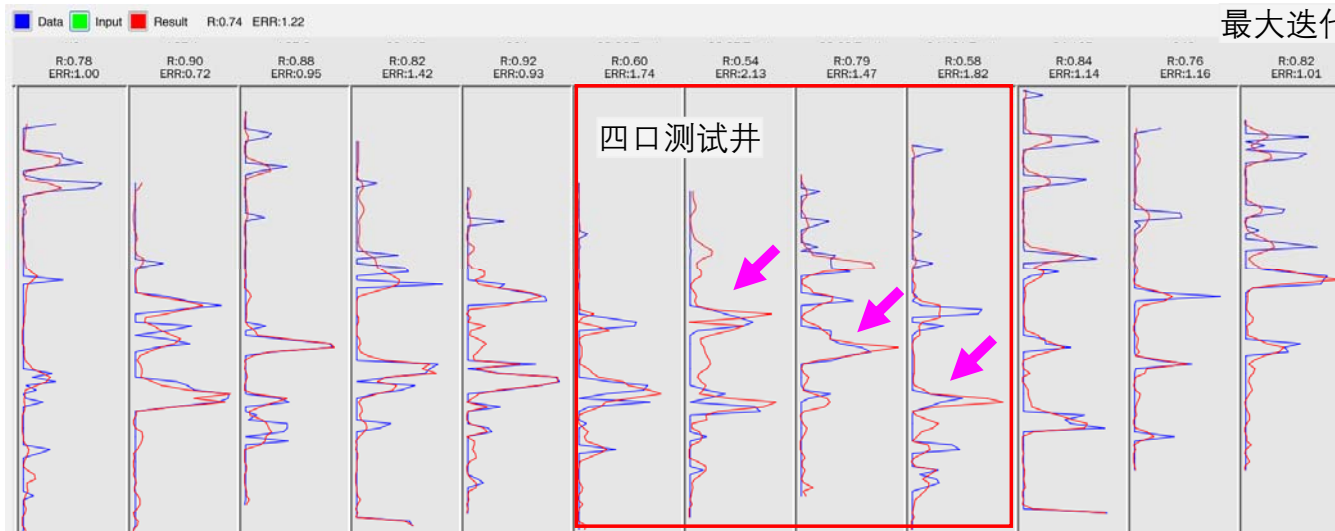 Data Input Result R:0.74 ERR:1.22
最大迭
R:0.78 R:0.90 R:0.88 R:0.82 R:0.92 R:0.60 R:0.54 R:0.79 R:0.58 R:0.84 R:0.76 R:0.82
ERR:1.00 ERR:0.72 ERR:0.95 ERR:1.42 ERR:0.93 ERR:1.74 ERR:2.13 ERR:1.47 ERR:1.82 ERR:1.14 ERR:1.16 ERR:1.01
四口测试井